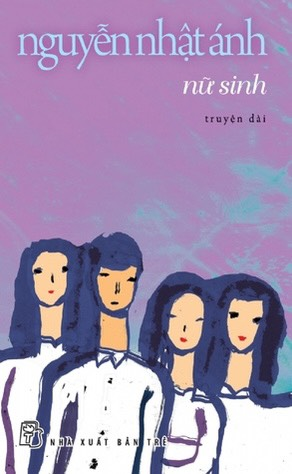 nguyễn nhật ánh
nữ sinh
truyện dài
NHÀ XUẤT BẢN TRẺ